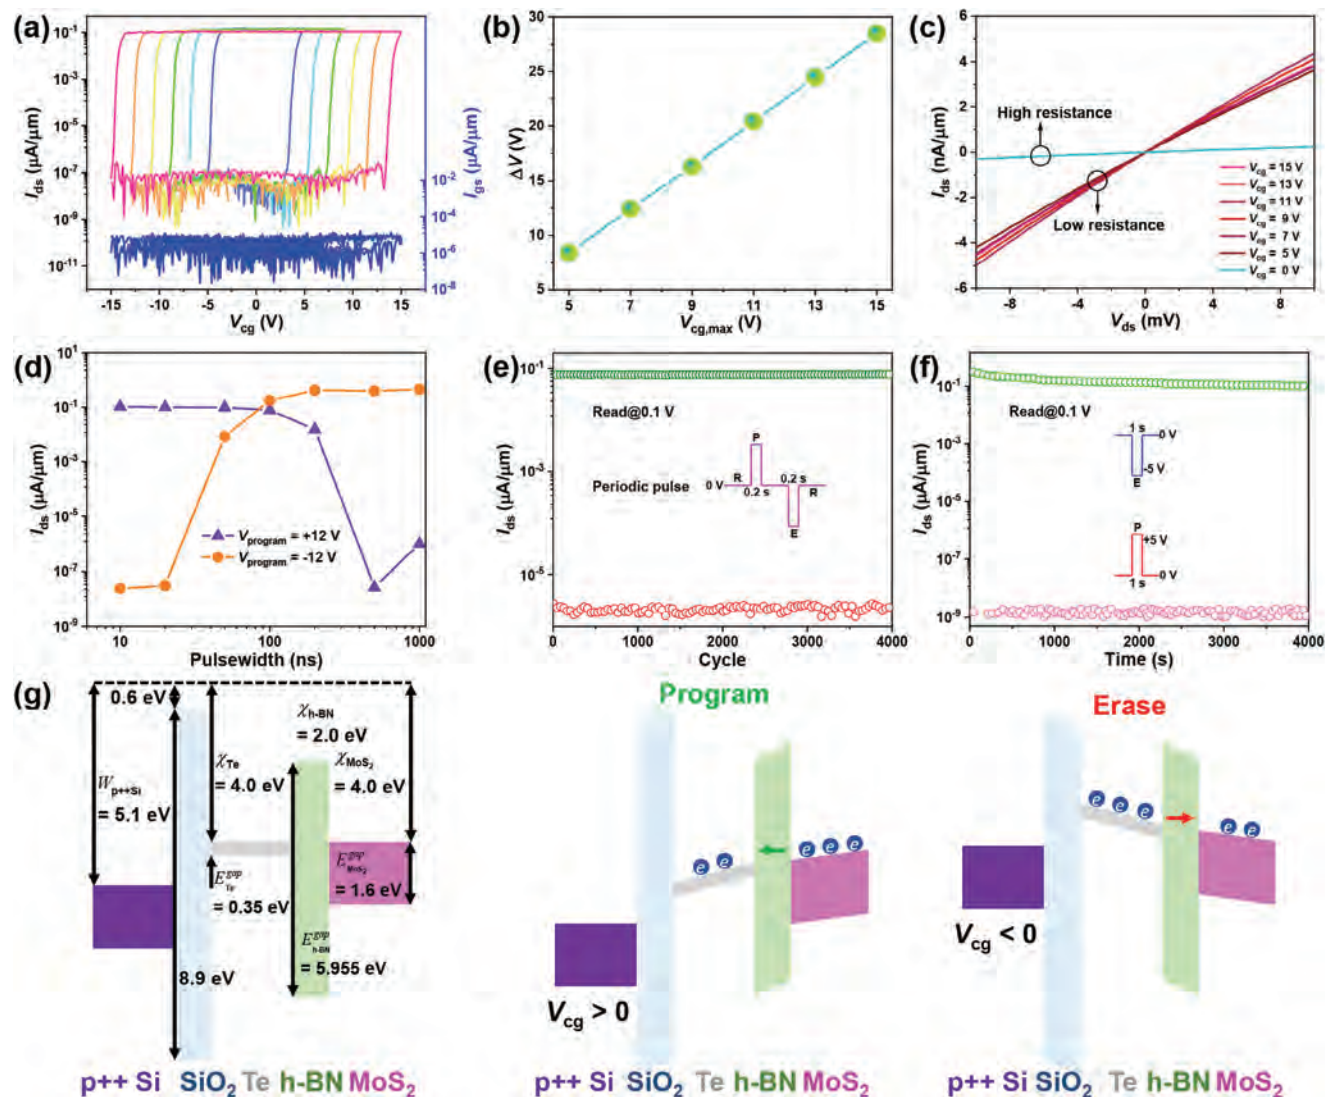 (a)
10⁻¹
10⁻³
10⁻⁵
10⁻⁷
10⁻⁹
10⁻¹¹
I_ds (μA/μm)
10⁻²
10⁻⁴
10⁻⁶
10⁻⁸
I_gs (μA/μm)
-15 -10 -5 0 5 10 15
V_cg (V)
(b)
30
25
20
15
10
5
ΔV (V)
5 7 9 11 13 15
V_cg,max (V)
(c)
6
4
2
0
-2
-4
-6
I_ds (nA/μm)
High resistance
Low resistance
V_cg = 15 V
V_cg = 13 V
V_cg = 11 V
V_cg = 9 V
V_cg = 7 V
V_cg = 5 V
V_cg = 0 V
-8 -4 0 4 8
V_ds (mV)
(d)
10¹
10⁻¹
10⁻³
10⁻⁵
10⁻⁷
10⁻⁹
I_ds (μA/μm)
V_program = +12 V
V_program = -12 V
10 100 1000
Pulsewidth (ns)
(e)
10⁻¹
10⁻³
10⁻⁵
I_ds (μA/μm)
Read@0.1 V
Periodic pulse
0 V
R
P
0.2 s
0.2 s
R
E
0 1000 2000 3000 4000
Cycle
(f)
10⁻¹
10⁻³
10⁻⁵
10⁻⁷
10⁻⁹
I_ds (μA/μm)
Read@0.1 V
1 s
0 V
-5 V
E
P
+5 V
0 V
1 s
0 1000 2000 3000 4000
Time (s)
(g)
0.6 eV
W_p++Si
= 5.1 eV
8.9 eV
χ_Te
= 4.0 eV
E_Te^gap
= 0.35 eV
χ_h-BN
= 2.0 eV
E_h-BN^gap
= 5.955 eV
χ_MoS₂
= 4.0 eV
E_MoS₂^gap
= 1.6 eV
p++ Si SiO₂ Te h-BN MoS₂
Program
e e e e e
V_cg > 0
p++ Si SiO₂ Te h-BN MoS₂
Erase
e e e e e
V_cg < 0
p++ Si SiO₂ Te h-BN MoS₂